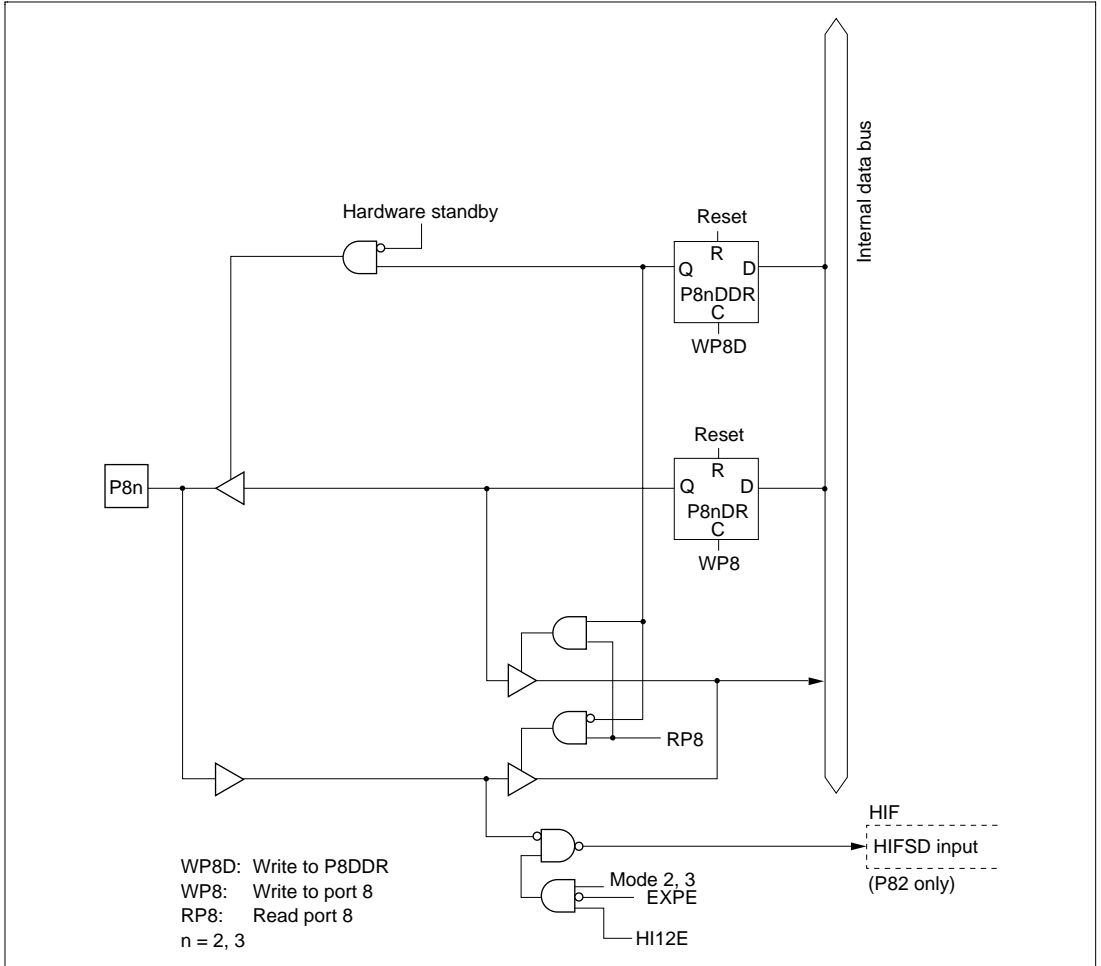 Internal data bus
Hardware standby
Reset
R
Q D
P8nDDR
C
WP8D
Reset
R
P8n
Q D
P8nDR
C
WP8
RP8
HIF
HIFSD input
(P82 only)
Mode 2, 3
EXPE
HI12E
WP8D: Write to P8DDR
WP8: Write to port 8
RP8: Read port 8
n = 2, 3